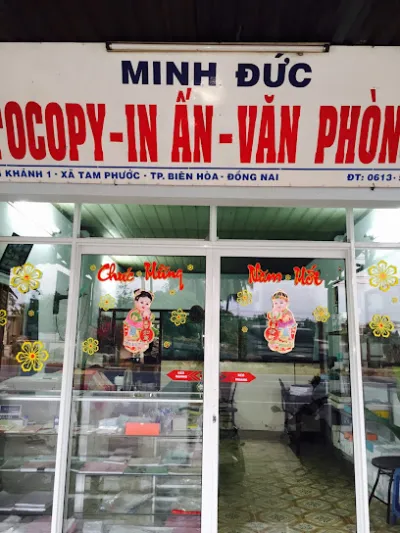 MINH ĐỨC
TOCOPY-IN ẤN-VĂN PHÒN
KHÁNH 1 - XÃ TAM PHƯỚC - TP. BIÊN HÒA - ĐỒNG NAI ĐT: 0613
Chúc Mừng Năm Mới